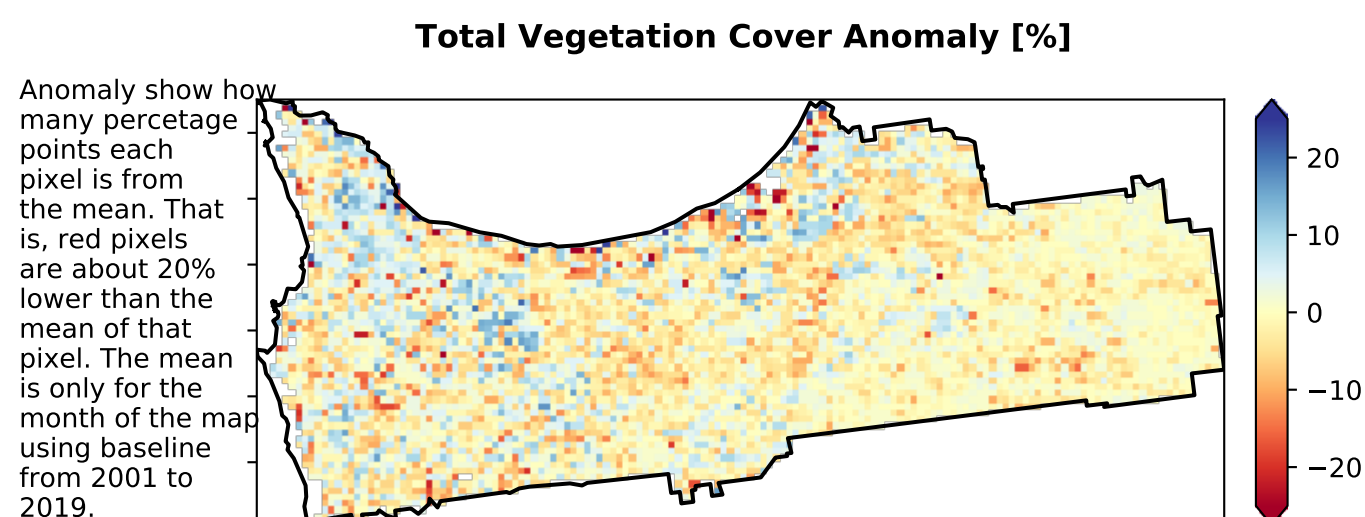 Total Vegetation Cover Anomaly [%]
Anomaly show how
many percetage
points each
pixel is from
the mean. That
is, red pixels
are about 20%
lower than the
mean of that
pixel. The mean
is only for the
month of the map
using baseline
from 2001 to
2019.
20
10
0
−10
−20